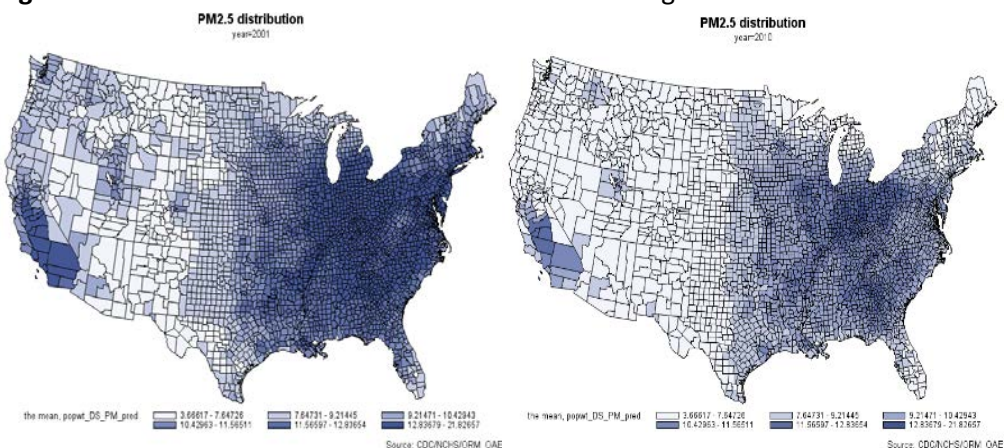 PM2.5 distribution
year=2001
the mean, popwt_DS_PM_pred
3.66617 - 7.64726
7.64731 - 9.21445
9.21471 - 10.42943
10.42963 - 11.56511
11.56597 - 12.83654
12.83679 - 21.82657
Source: CDC/NCHS/ORM_OAE
PM2.5 distribution
year=2010
the mean, popwt_DS_PM_pred
3.66617 - 7.64726
7.64731 - 9.21445
9.21471 - 10.42943
10.42963 - 11.56511
11.56597 - 12.83654
12.83679 - 21.82657
Source: CDC/NCHS/ORM_OAE